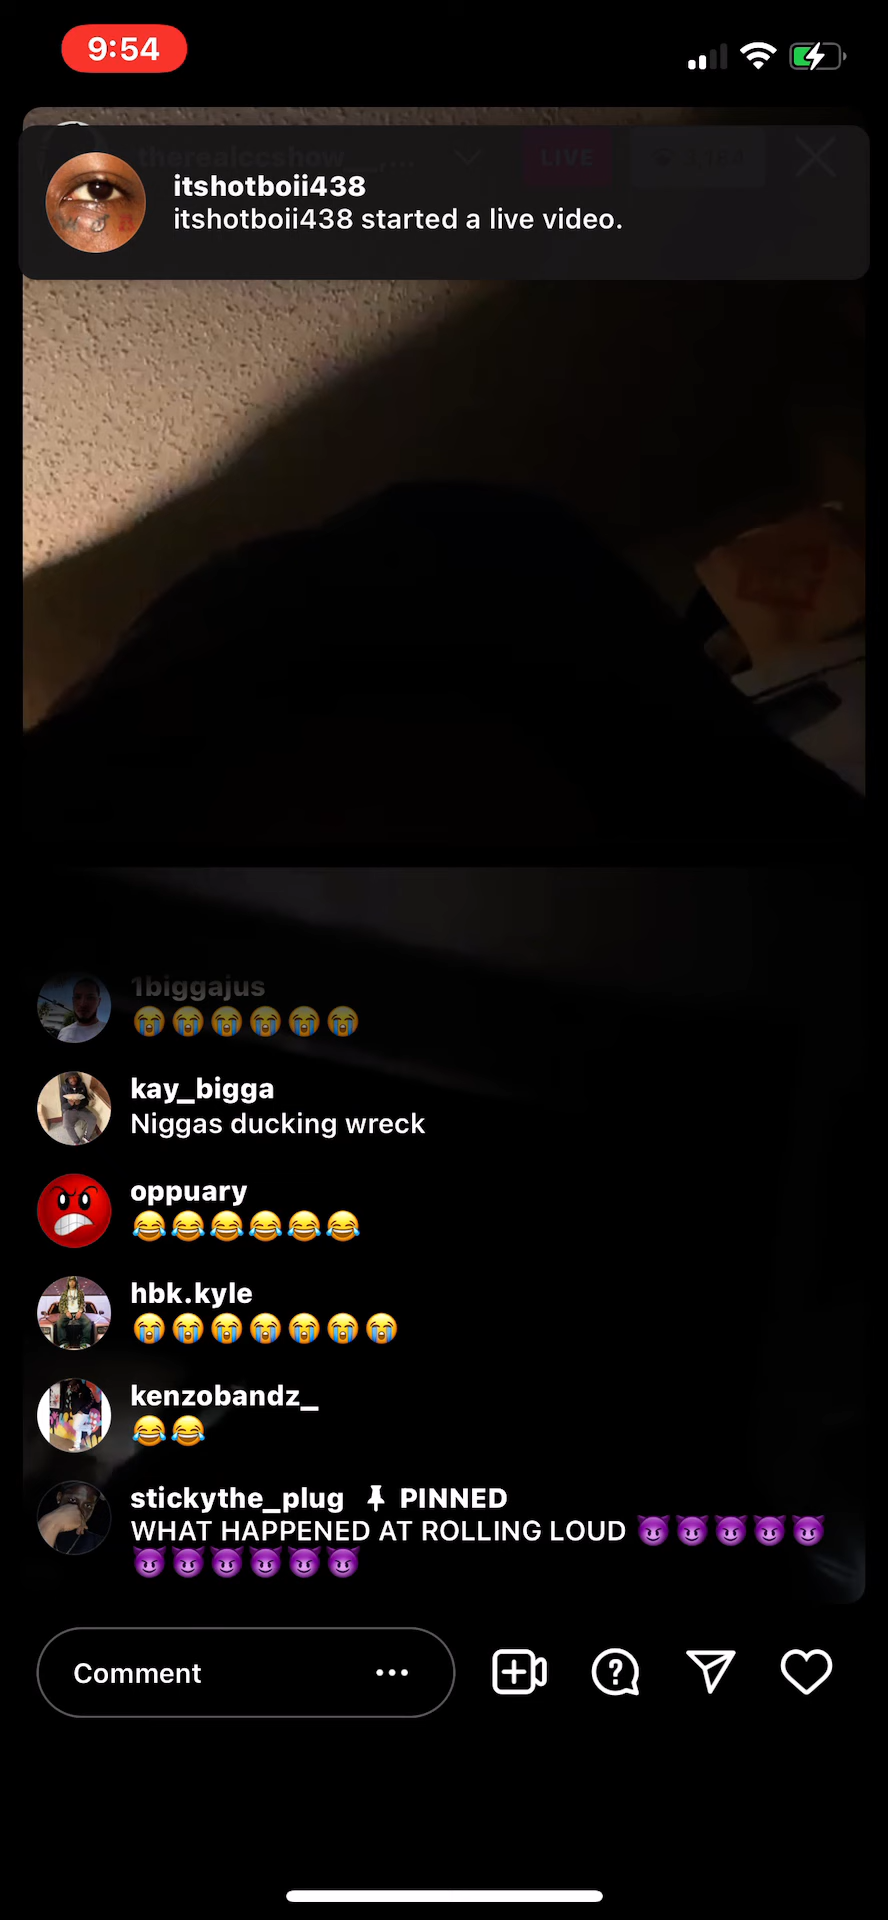 9:54
therealccshow__,...
LIVE
itshotboii438
itshotboii438 started a live video.
1biggajus
😭😭😭😭😭😭
kay_bigga
Niggas ducking wreck
oppuary
😂😂😂😂😂😂
hbk.kyle
😭😭😭😭😭😭😭
kenzobandz_
😂😂
stickythe_plug PINNED
WHAT HAPPENED AT ROLLING LOUD 😈😈😈😈😈
😈😈😈😈😈😈
Comment ...